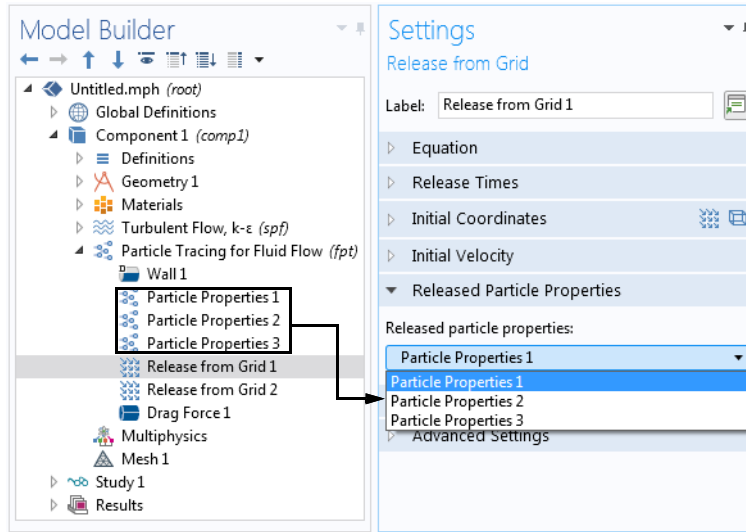 Model Builder
Untitled.mph (root)
Global Definitions
Component 1 (comp1)
Definitions
Geometry 1
Materials
Turbulent Flow, k-ε (spf)
Particle Tracing for Fluid Flow (fpt)
Wall 1
Particle Properties 1
Particle Properties 2
Particle Properties 3
Release from Grid 1
Release from Grid 2
Drag Force 1
Multiphysics
Mesh 1
Study 1
Results
Settings
Release from Grid
Label: Release from Grid 1
Equation
Release Times
Initial Coordinates
Initial Velocity
Released Particle Properties
Released particle properties:
Particle Properties 1
Particle Properties 1
Particle Properties 2
Particle Properties 3
Advanced Settings